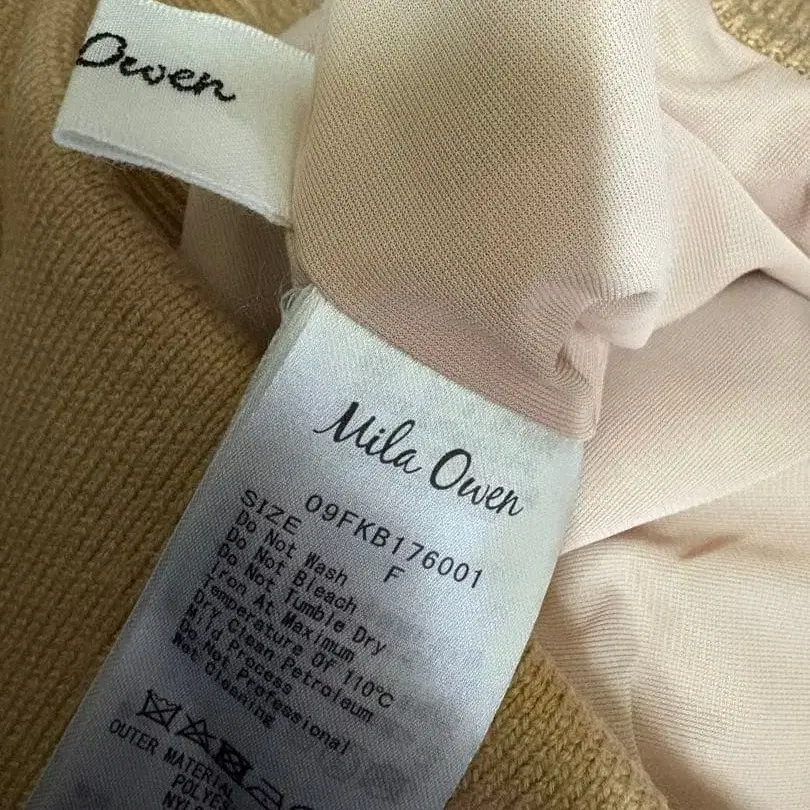 Owen
Mila Owen
09FKB176001
SIZE F
Do Not Wash
Do Not Bleach
Do Not Tumble Dry
Iron At Maximum
Temperature Of 110℃
Dry Clean Petroleum
Mild Process
Do Not Professional
Wet Cleaning
OUTER MATERIAL